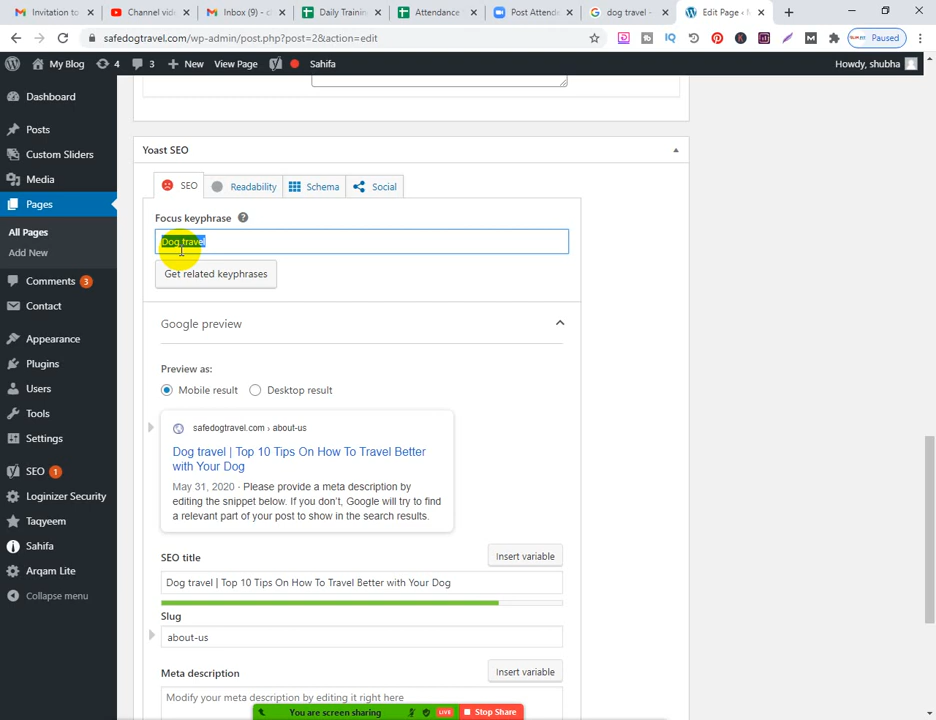 Invitation to
Channel vide
Inbox (9) - cl
Daily Training
Attendance
Post Attende
dog travel -
Edit Page ‹
safedogtravel.com/wp-admin/post.php?post=2&action=edit
Paused
My Blog
4
3
New
View Page
Sahifa
Howdy, shubha
Dashboard
Posts
Custom Sliders
Media
Pages
All Pages
Add New
Comments 3
Contact
Appearance
Plugins
Users
Tools
Settings
SEO 1
Loginizer Security
Taqyeem
Sahifa
Arqam Lite
Collapse menu
Yoast SEO
SEO
Readability
Schema
Social
Focus keyphrase
Dog travel
Get related keyphrases
Google preview
Preview as:
Mobile result
Desktop result
safedogtravel.com › about-us
Dog travel | Top 10 Tips On How To Travel Better
with Your Dog
May 31, 2020 · Please provide a meta description by
editing the snippet below. If you don't, Google will try to find
a relevant part of your post to show in the search results.
SEO title
Insert variable
Dog travel | Top 10 Tips On How To Travel Better with Your Dog
Slug
about-us
Meta description
Insert variable
Modify your meta description by editing it right here
You are screen sharing
LIVE
Stop Share